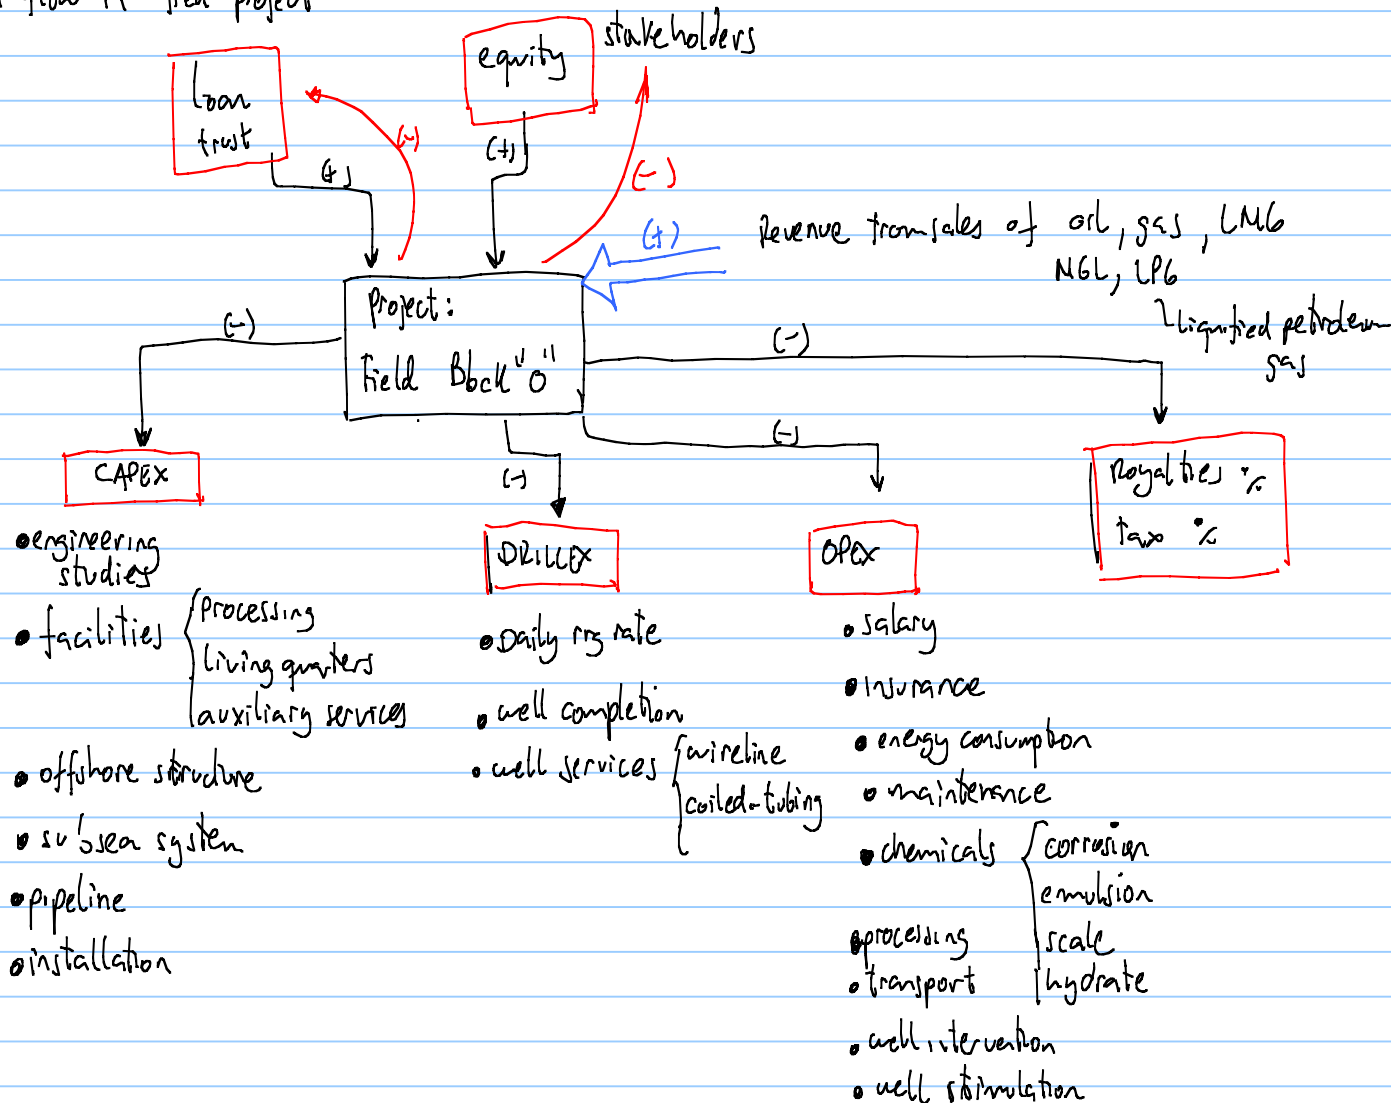 project
stakeholders
equity
loan
trust
(-)
(+)
(+)
(-)
(+)
Revenue from sales of oil, gas, LNG
NGL, LPG
liquified petroleum
gas
Project:
Field Block "0"
(-)
(-)
(-)
(-)
CAPEX
• engineering
studies
• facilities
processing
living quarters
auxiliary services
• offshore structure
• subsea system
• pipeline
• installation
DRILLEX
• Daily rig rate
• well completion
• well services
wireline
coiled-tubing
OPEX
• salary
• insurance
• energy consumption
• maintenance
• chemicals
corrosion
emulsion
scale
hydrate
• processing
• transport
• well intervention
• well stimulation
Royalties %
tax %